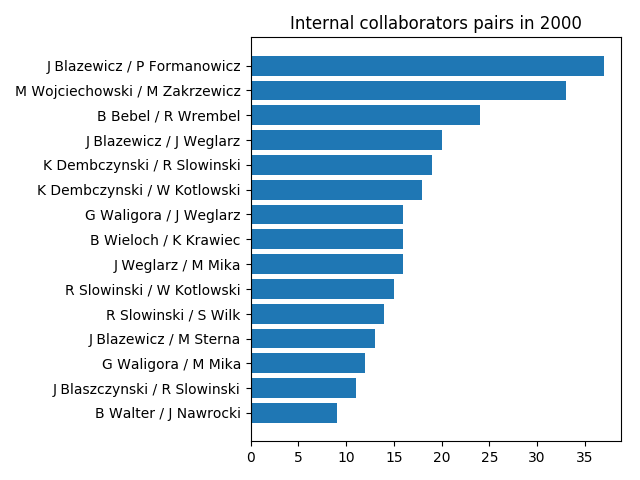 Internal collaborators pairs in 2000
J Blazewicz / P Formanowicz
M Wojciechowski / M Zakrzewicz
B Bebel / R Wrembel
J Blazewicz / J Weglarz
K Dembczynski / R Slowinski
K Dembczynski / W Kotlowski
G Waligora / J Weglarz
B Wieloch / K Krawiec
J Weglarz / M Mika
R Slowinski / W Kotlowski
R Slowinski / S Wilk
J Blazewicz / M Sterna
G Waligora / M Mika
J Blaszczynski / R Slowinski
B Walter / J Nawrocki
0 5 10 15 20 25 30 35